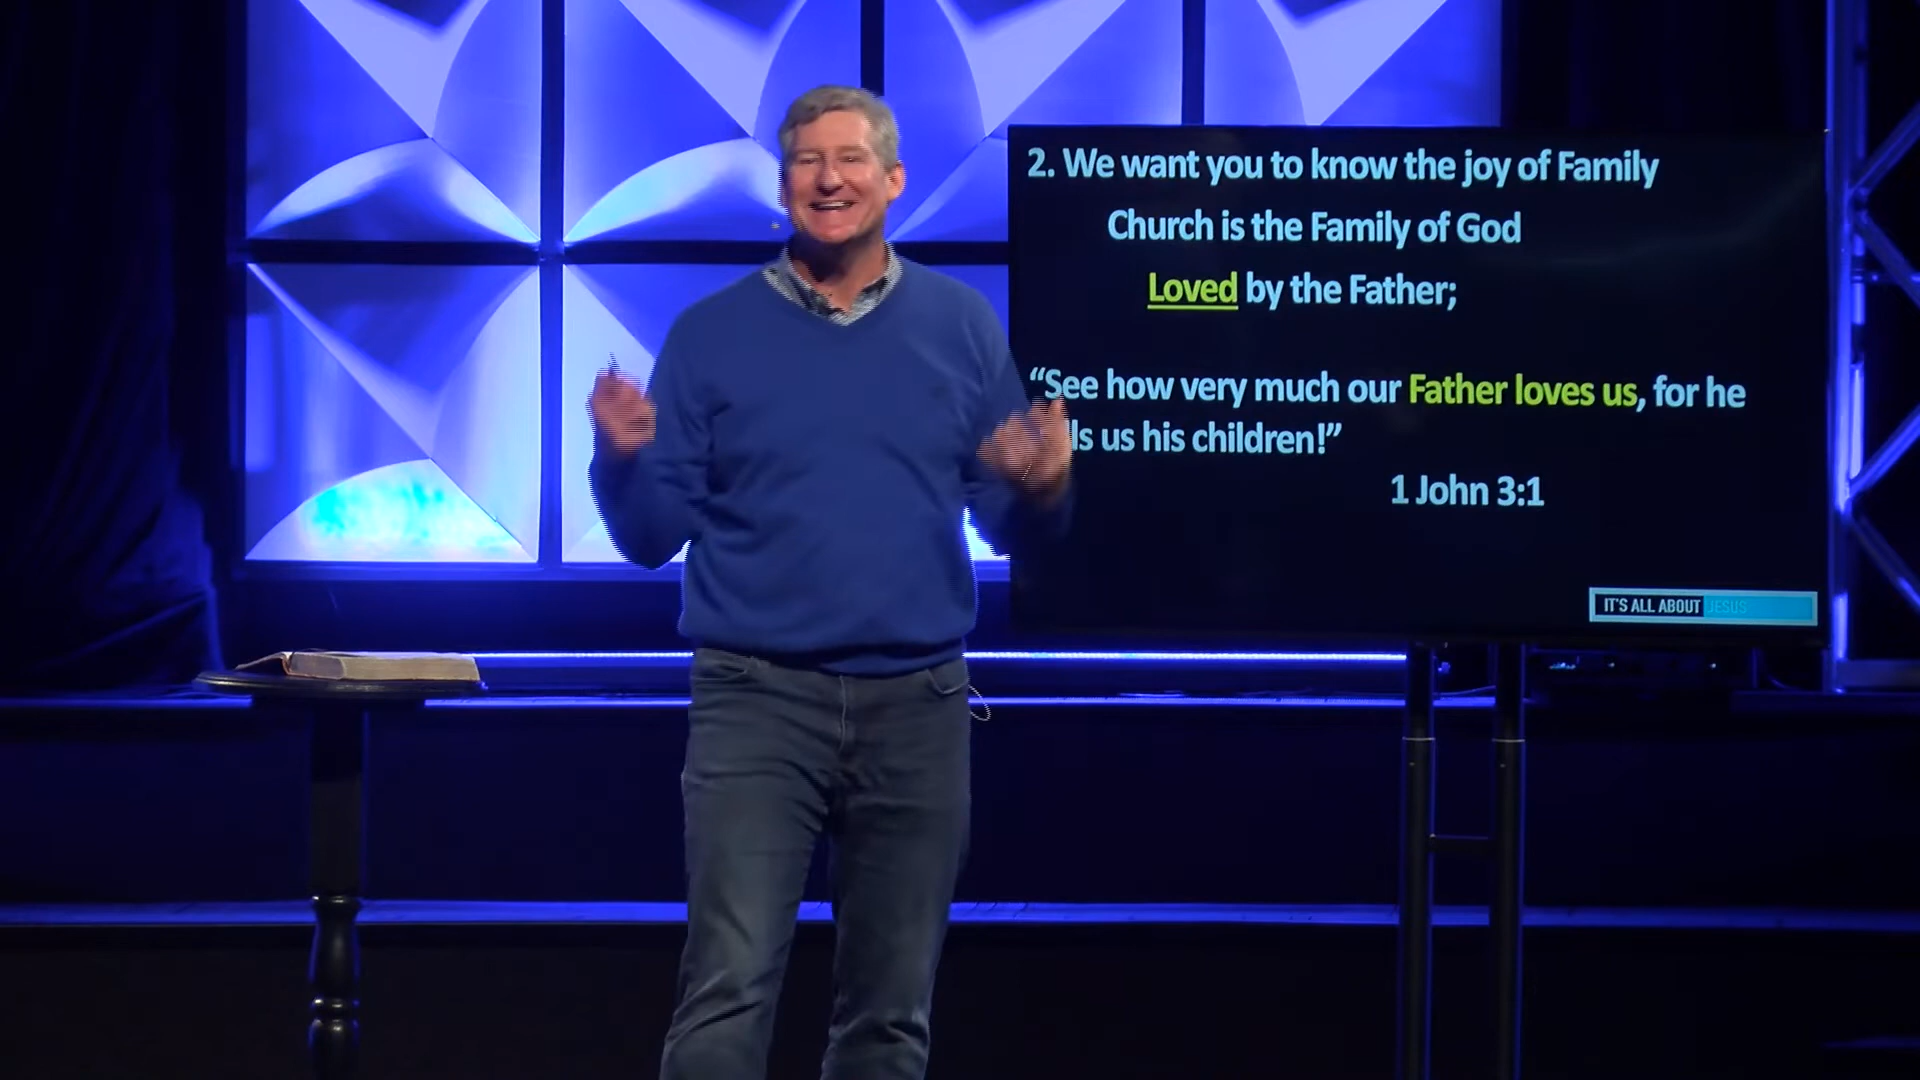 2. We want you to know the joy of Family
Church is the Family of God
Loved by the Father;
“See how very much our Father loves us, for he
us his children!”
1 John 3:1
IT'S ALL ABOUT JESUS